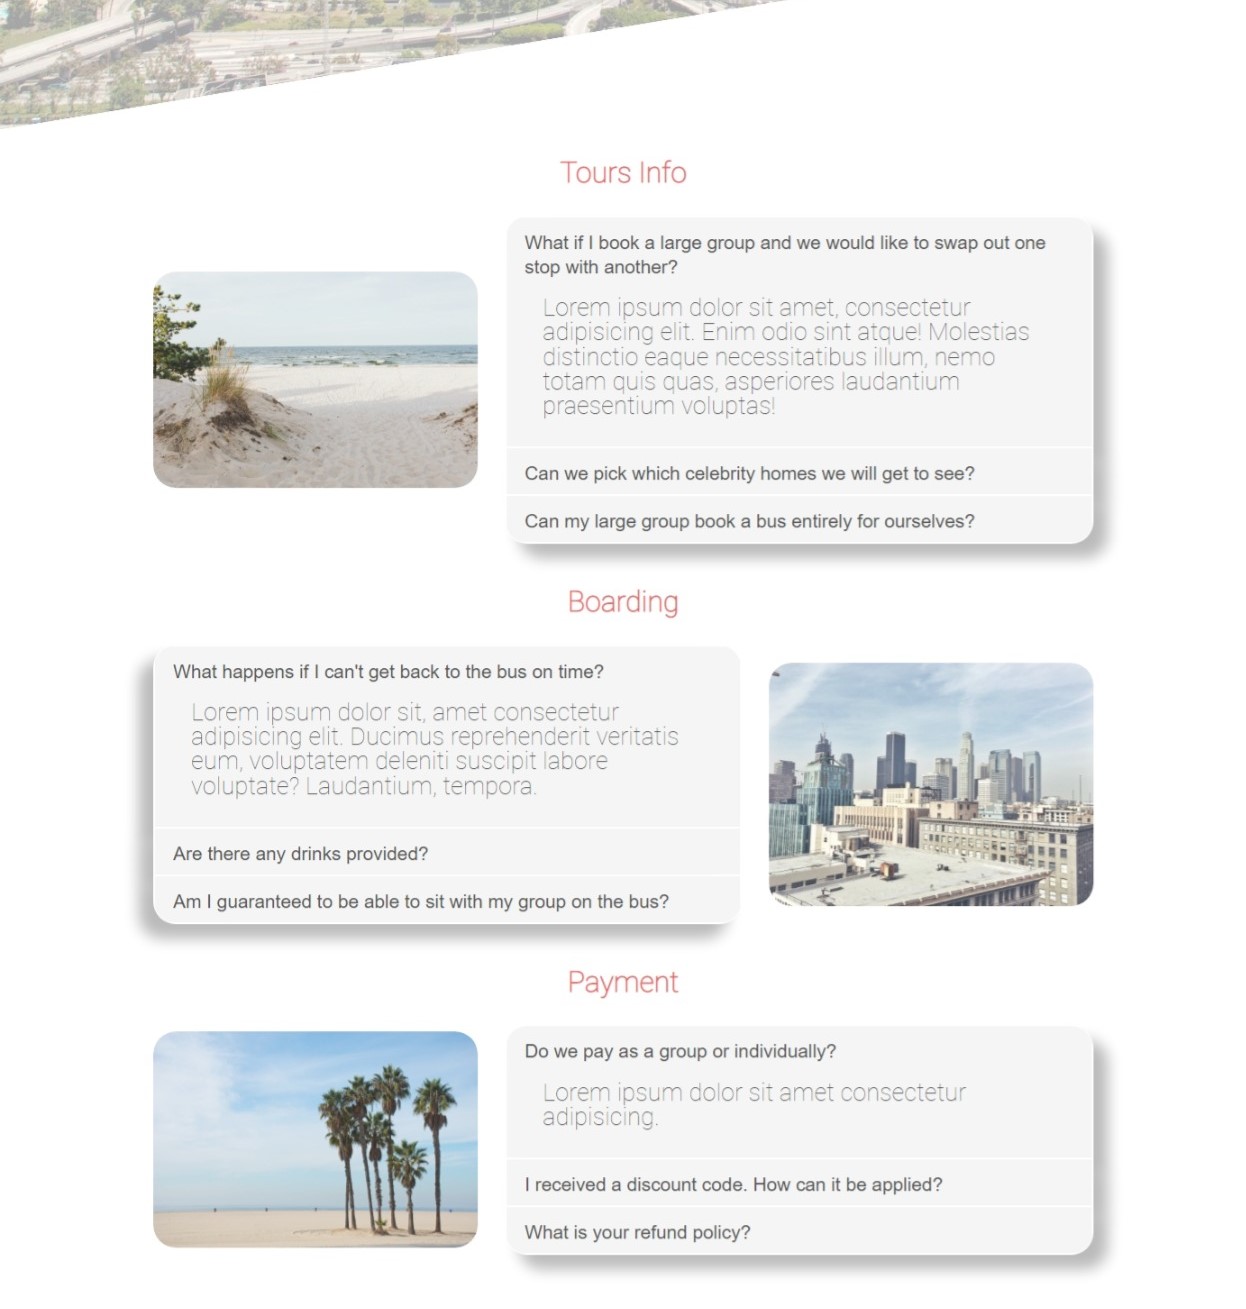 Tours Info
What if I book a large group and we would like to swap out one
stop with another?
Lorem ipsum dolor sit amet, consectetur
adipisicing elit. Enim odio sint atque! Molestias
distinctio eaque necessitatibus illum, nemo
totam quis quas, asperiores laudantium
praesentium voluptas!
Can we pick which celebrity homes we will get to see?
Can my large group book a bus entirely for ourselves?
Boarding
What happens if I can't get back to the bus on time?
Lorem ipsum dolor sit, amet consectetur
adipisicing elit. Ducimus reprehenderit veritatis
eum, voluptatem deleniti suscipit labore
voluptate? Laudantium, tempora.
Are there any drinks provided?
Am I guaranteed to be able to sit with my group on the bus?
Payment
Do we pay as a group or individually?
Lorem ipsum dolor sit amet consectetur
adipisicing.
I received a discount code. How can it be applied?
What is your refund policy?